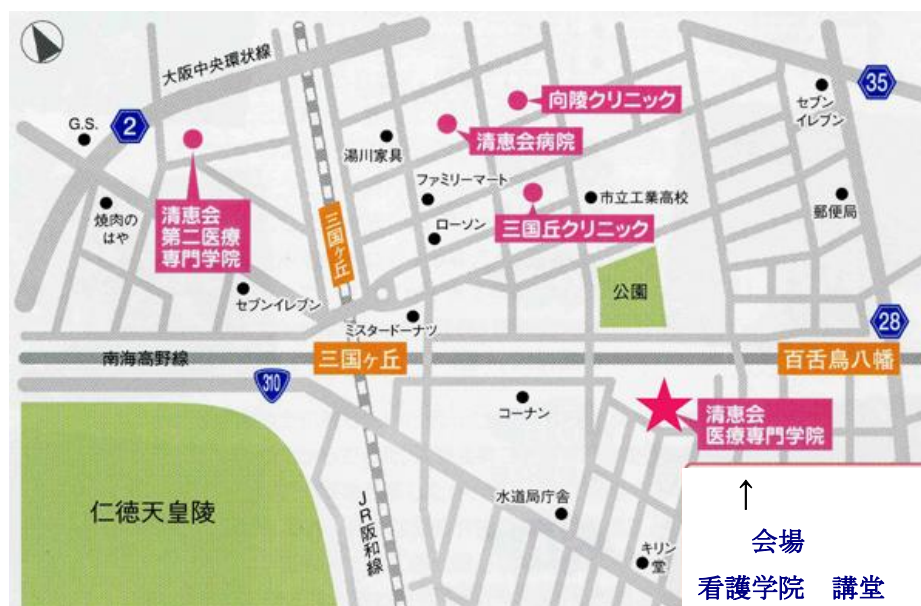 大阪中央環状線
35
向陵クリニック
セブン
イレブン
G.S.
2
清恵会病院
湯川家具
ファミリーマート
市立工業高校
郵便局
焼肉の
はや
清恵会
第二医療
専門学院
三国ヶ丘
ローソン
三国丘クリニック
公園
セブンイレブン
ミスタードーナツ
28
南海高野線
三国ヶ丘
百舌鳥八幡
310
コーナン
清恵会
医療専門学院
仁徳天皇陵
JR阪和線
水道局庁舎
↑
会場
キリン
堂
看護学院 講堂